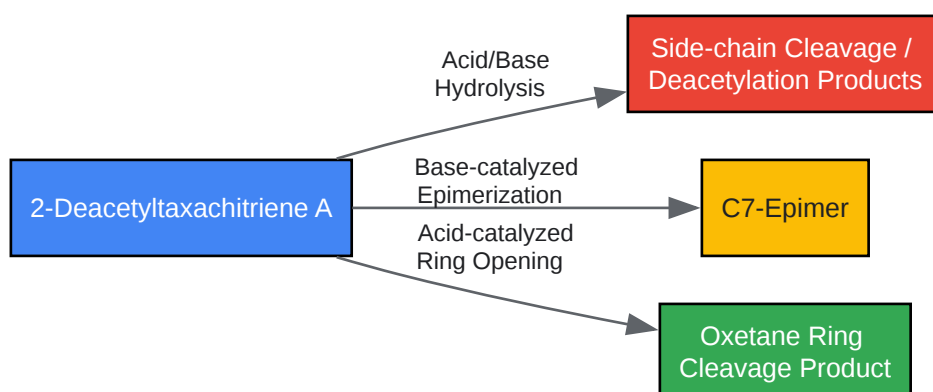 Side-chain Cleavage /
Deacetylation Products
Acid/Base
Hydrolysis
2-Deacetyltaxachitriene A
Base-catalyzed
Epimerization
C7-Epimer
Acid-catalyzed
Ring Opening
Oxetane Ring
Cleavage Product